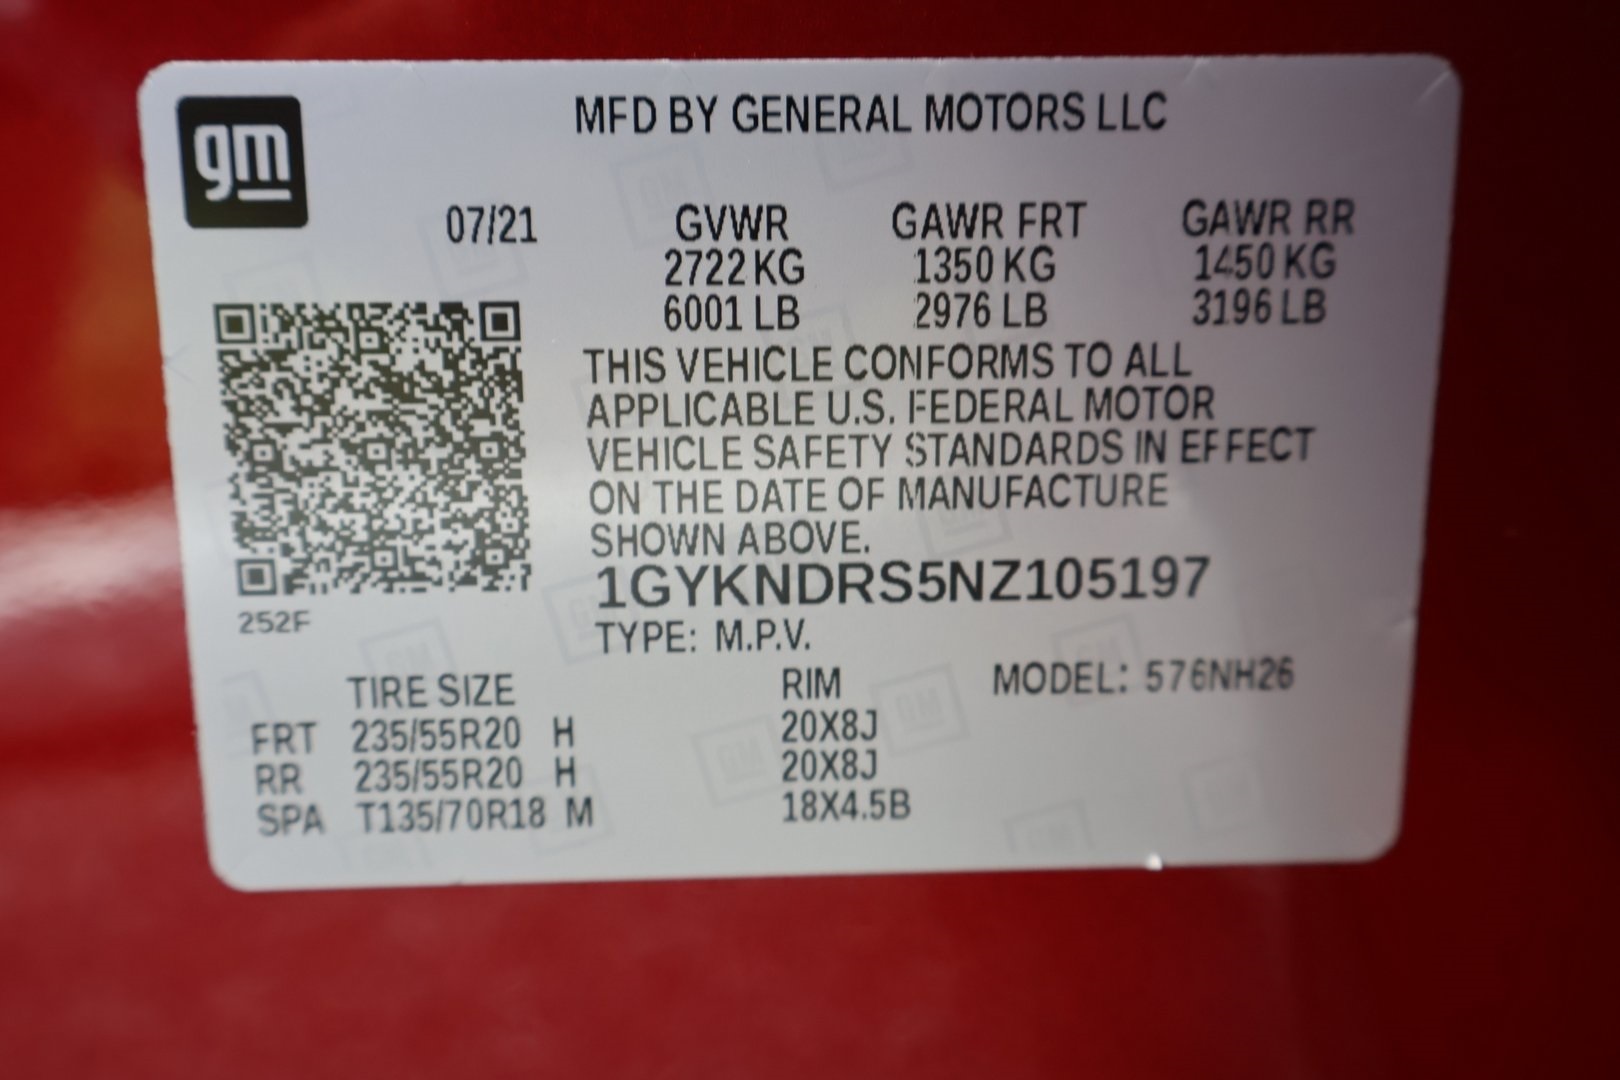 gm
MFD BY GENERAL MOTORS LLC
07/21 GVWR GAWR FRT GAWR RR
2722 KG 1350 KG 1450 KG
6001 LB 2976 LB 3196 LB
THIS VEHICLE CONFORMS TO ALL
APPLICABLE U.S. FEDERAL MOTOR
VEHICLE SAFETY STANDARDS IN EFFECT
ON THE DATE OF MANUFACTURE
SHOWN ABOVE.
1GYKNDRS5NZ105197
252F
TYPE: M.P.V.
TIRE SIZE RIM MODEL: 576NH26
FRT 235/55R20 H 20X8J
RR 235/55R20 H 20X8J
SPA T135/70R18 M 18X4.5B